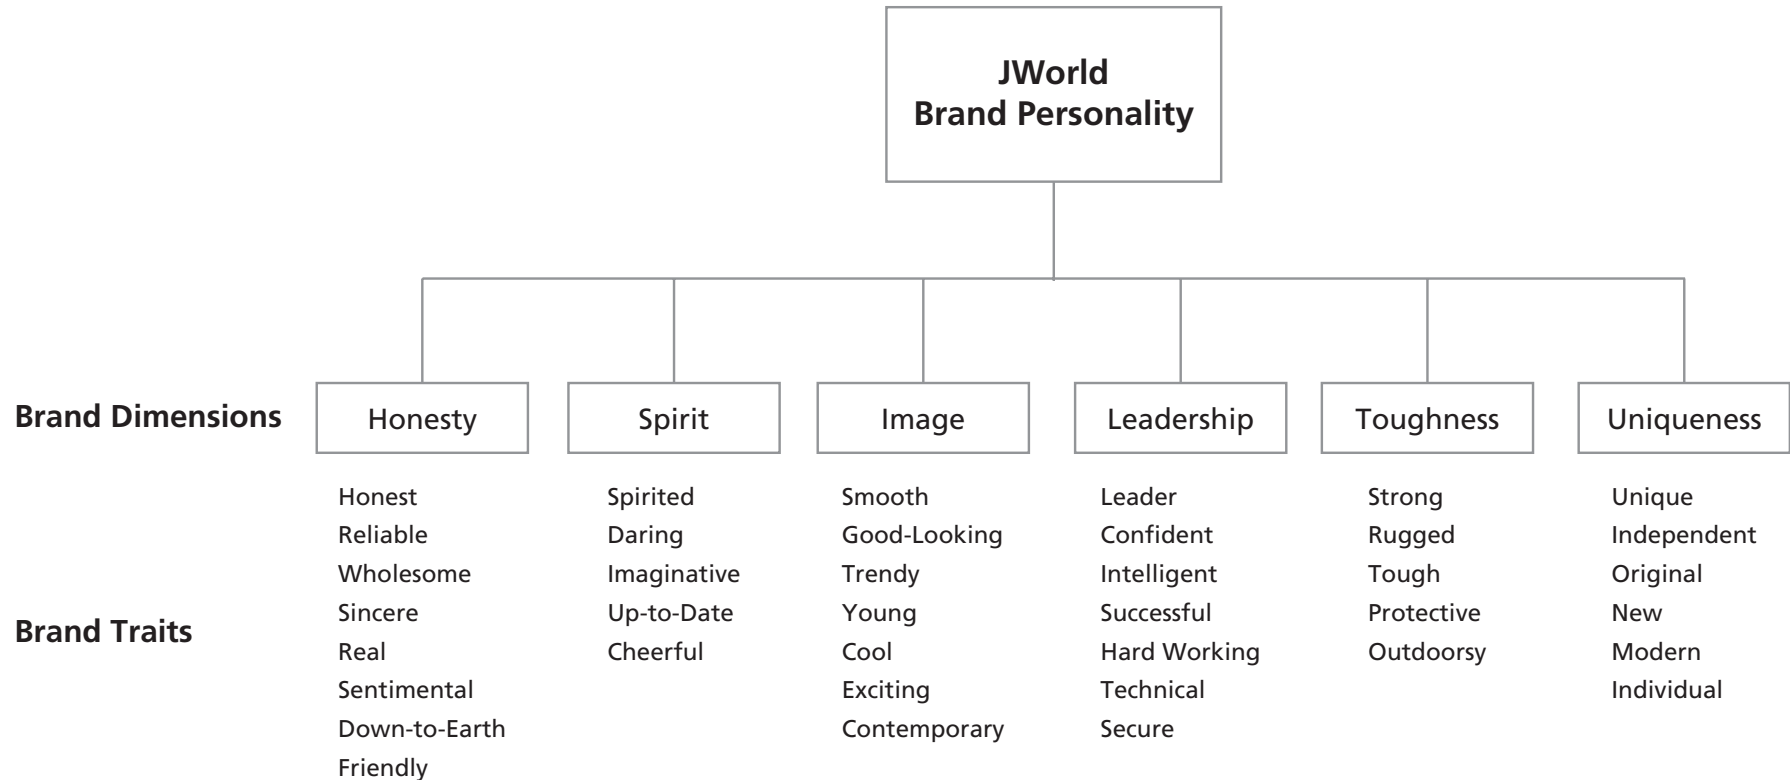 JWorld
Brand Personality
Brand Dimensions
Honesty
Spirit
Image
Leadership
Toughness
Uniqueness
Brand Traits
Honest
Reliable
Wholesome
Sincere
Real
Sentimental
Down-to-Earth
Friendly
Spirited
Daring
Imaginative
Up-to-Date
Cheerful
Smooth
Good-Looking
Trendy
Young
Cool
Exciting
Contemporary
Leader
Confident
Intelligent
Successful
Hard Working
Technical
Secure
Strong
Rugged
Tough
Protective
Outdoorsy
Unique
Independent
Original
New
Modern
Individual